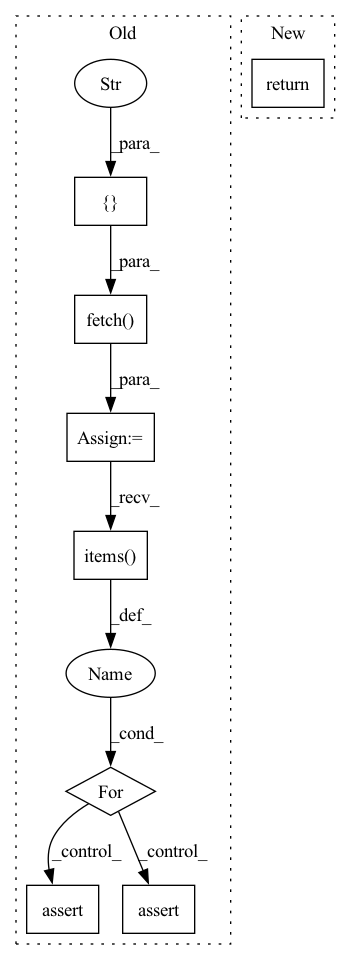 Old
New
Str
return
_para_
{}
_para_
fetch()
_para_
Assign:=
_recv_
items()
_def_
Name
_cond_
For
_control_
_control_
assert
assert